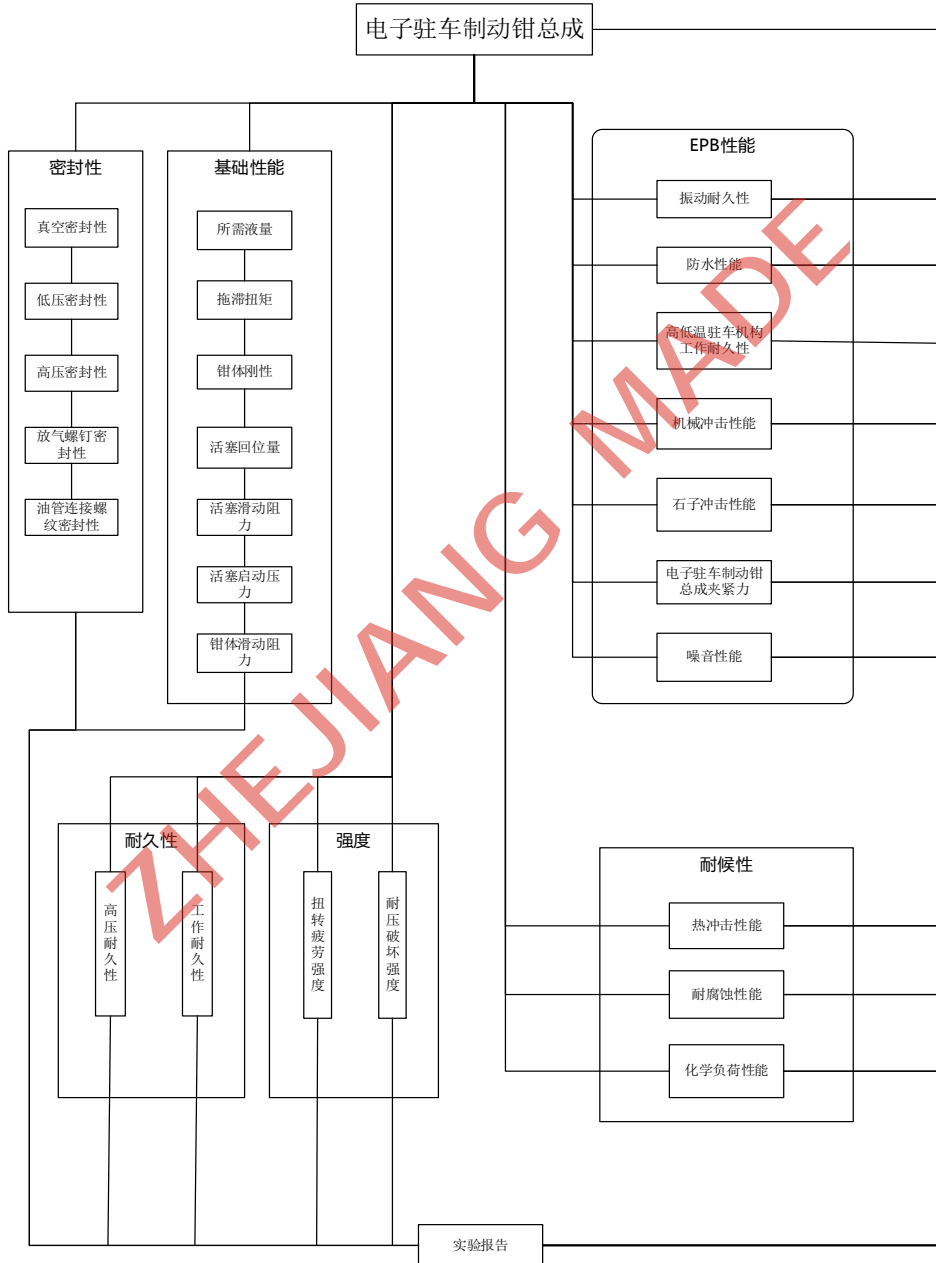 电子驻车制动钳总成
密封性
真空密封性
低压密封性
高压密封性
放气螺钉密
封性
油管连接螺
纹密封性
基础性能
所需液量
拖滞扭矩
钳体刚性
活塞回位量
活塞滑动阻
力
活塞启动压
力
钳体滑动阻
力
EPB性能
振动耐久性
防水性能
高低温驻车机构
工作耐久性
机械冲击性能
石子冲击性能
电子驻车制动钳
总成夹紧力
噪音性能
耐久性
高压耐久性
工作耐久性
强度
扭转疲劳强度
耐压破坏强度
耐候性
热冲击性能
耐腐蚀性能
化学负荷性能
实验报告
ZHEJIANG MADE